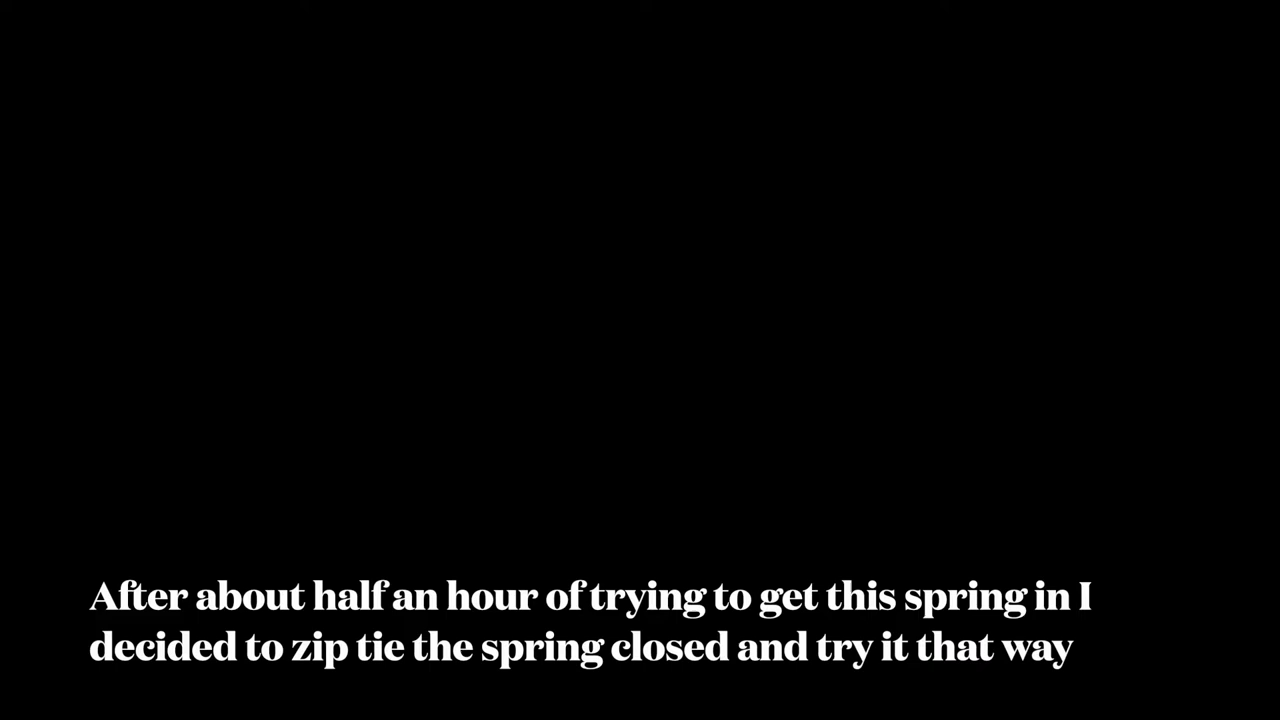 After about half an hour of trying to get this spring in I
decided to zip tie the spring closed and try it that way